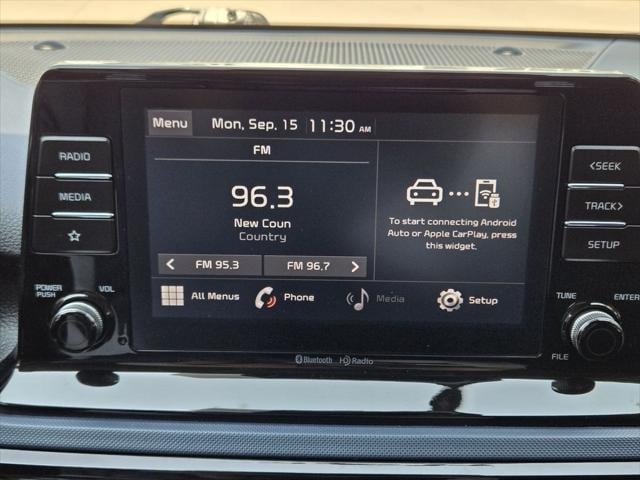 Menu Mon, Sep. 15 11:30 AM
FM
96.3
New Coun
Country
FM 95.3 FM 96.7
To start connecting Android
Auto or Apple CarPlay, press
this widget.
All Menus Phone Media Setup
RADIO
MEDIA
POWER
PUSH
VOL
<SEEK
TRACK>
SETUP
TUNE
ENTER
FILE
Bluetooth HD Radio